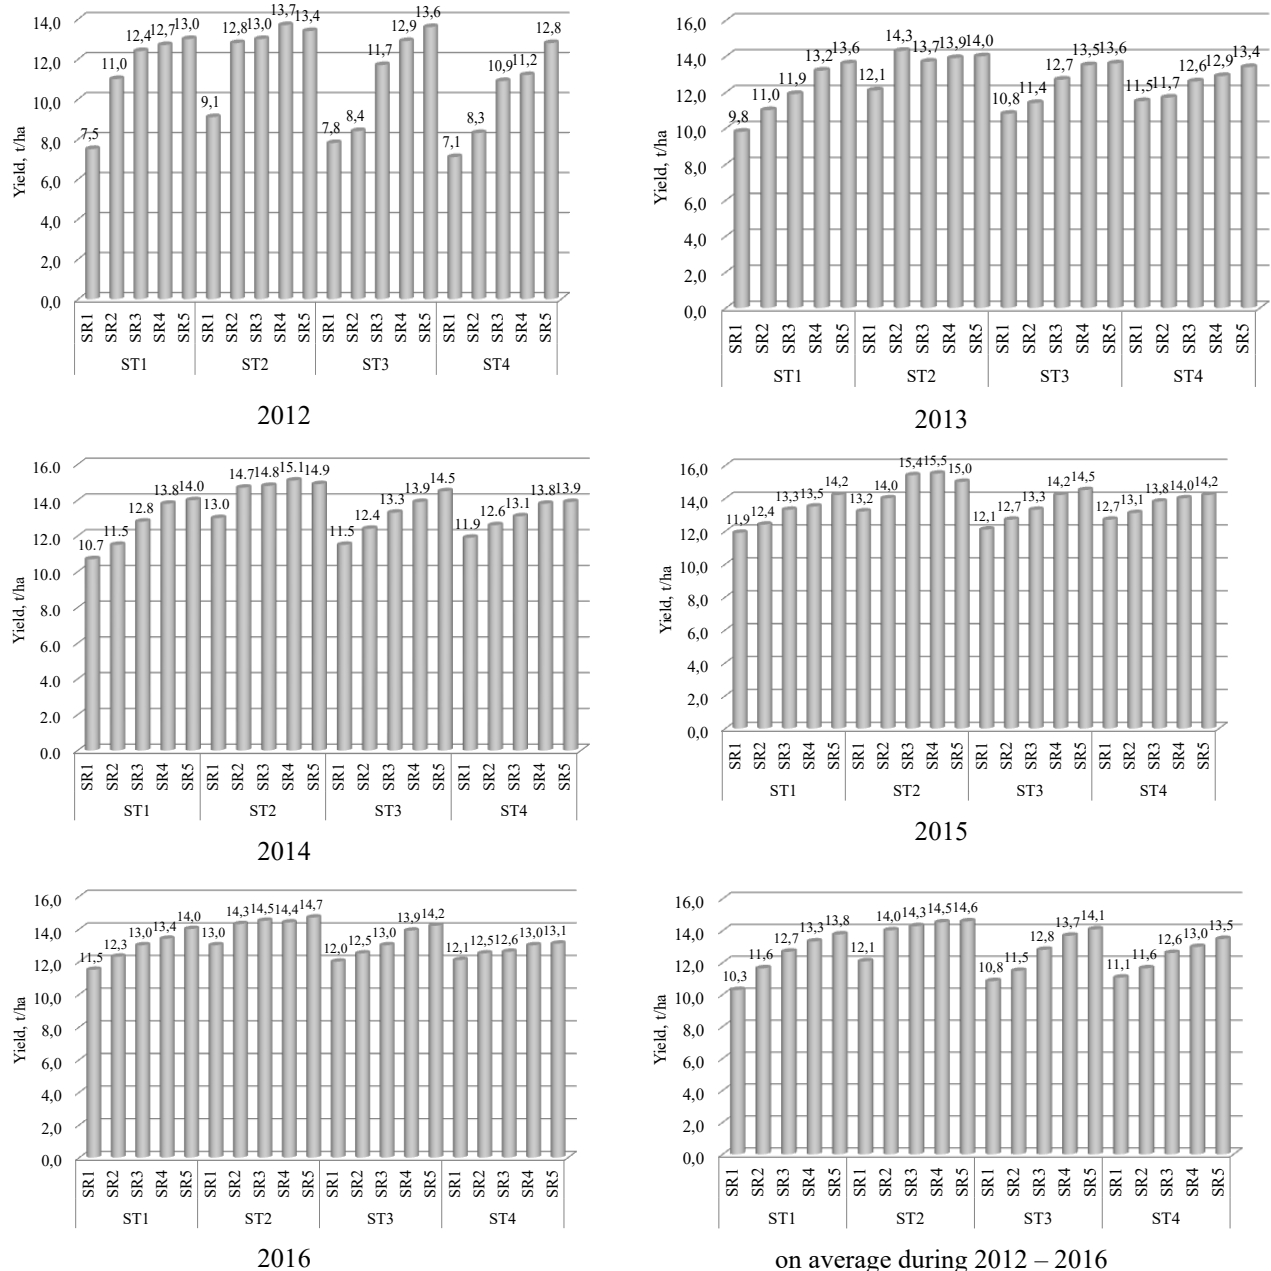 14,0
12,0
10,0
8,0
6,0
4,0
2,0
0,0
Yield, t/ha
7,5 11,0 12,4 12,7 13,0 9,1 12,8 13,0 13,7 13,4 7,8 8,4 11,7 12,9 13,6 7,1 8,3 10,9 11,2 12,8
SR1 SR2 SR3 SR4 SR5 SR1 SR2 SR3 SR4 SR5 SR1 SR2 SR3 SR4 SR5 SR1 SR2 SR3 SR4 SR5
ST1 ST2 ST3 ST4
2012
16,0
14,0
12,0
10,0
8,0
6,0
4,0
2,0
0,0
Yield, t/ha
9,8 11,0 11,9 13,2 13,6 12,1 14,3 13,7 13,9 14,0 10,8 11,4 12,7 13,5 13,6 11,5 11,7 12,6 12,9 13,4
SR1 SR2 SR3 SR4 SR5 SR1 SR2 SR3 SR4 SR5 SR1 SR2 SR3 SR4 SR5 SR1 SR2 SR3 SR4 SR5
ST1 ST2 ST3 ST4
2013
16.0
14.0
12.0
10.0
8.0
6.0
4.0
2.0
0.0
Yield, t/ha
10.7 11.5 12.8 13.8 14.0 13.0 14.7 14.8 15.1 14.9 11.5 12.4 13.3 13.9 14.5 11.9 12.6 13.1 13.8 13.9
SR1 SR2 SR3 SR4 SR5 SR1 SR2 SR3 SR4 SR5 SR1 SR2 SR3 SR4 SR5 SR1 SR2 SR3 SR4 SR5
ST1 ST2 ST3 ST4
2014
16,0
14,0
12,0
10,0
8,0
6,0
4,0
2,0
0,0
Yield, t/ha
11,9 12,4 13,3 13,5 14,2 13,2 14,0 15,4 15,5 15,0 12,1 12,7 13,3 14,2 14,5 12,7 13,1 13,8 14,0 14,2
SR1 SR2 SR3 SR4 SR5 SR1 SR2 SR3 SR4 SR5 SR1 SR2 SR3 SR4 SR5 SR1 SR2 SR3 SR4 SR5
ST1 ST2 ST3 ST4
2015
16,0
14,0
12,0
10,0
8,0
6,0
4,0
2,0
0,0
Yield, t/ha
11,5 12,3 13,0 13,4 14,0 13,0 14,3 14,5 14,4 14,7 12,0 12,5 13,0 13,9 14,2 12,1 12,5 12,6 13,0 13,1
SR1 SR2 SR3 SR4 SR5 SR1 SR2 SR3 SR4 SR5 SR1 SR2 SR3 SR4 SR5 SR1 SR2 SR3 SR4 SR5
ST1 ST2 ST3 ST4
2016
16,0
14,0
12,0
10,0
8,0
6,0
4,0
2,0
0,0
Yield, t/ha
10,3 11,6 12,7 13,3 13,8 12,1 14,0 14,3 14,5 14,6 10,8 11,5 12,8 13,7 14,1 11,1 11,6 12,6 13,0 13,5
SR1 SR2 SR3 SR4 SR5 SR1 SR2 SR3 SR4 SR5 SR1 SR2 SR3 SR4 SR5 SR1 SR2 SR3 SR4 SR5
ST1 ST2 ST3 ST4
on average during 2012 – 2016